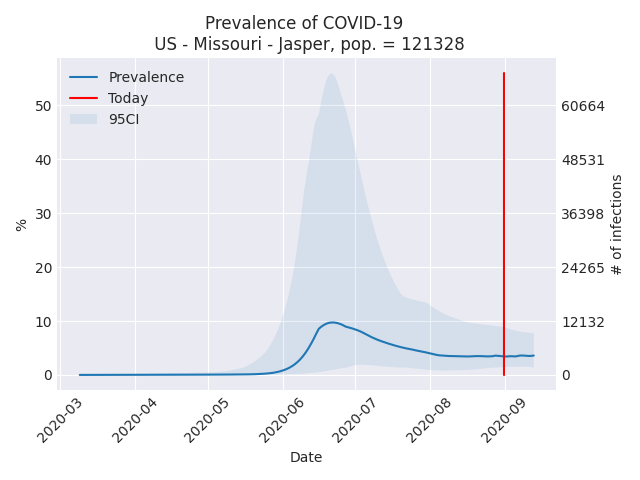 Prevalence of COVID-19
US - Missouri - Jasper, pop. = 121328
Prevalence
Today
95CI
50
40
30
20
10
0
%
60664
48531
36398
24265
12132
0
# of infections
2020-03
2020-04
2020-05
2020-06
2020-07
2020-08
2020-09
Date